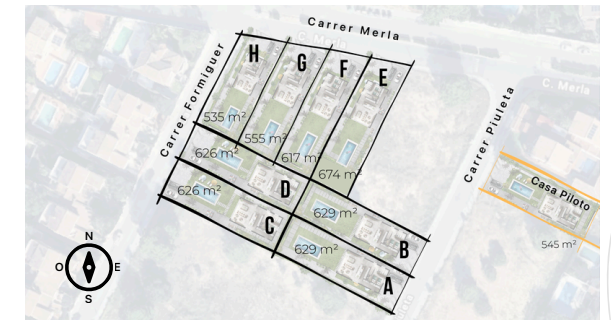 Carrer Merla
C. Merla
C. Merla
Carrer Formiguer
Carrer Piuleta
H
G
F
E
535 m²
555 m²
617 m²
674 m²
626 m²
D
626 m²
C
629 m²
B
629 m²
A
Casa Piloto
545 m²
N
O
E
S